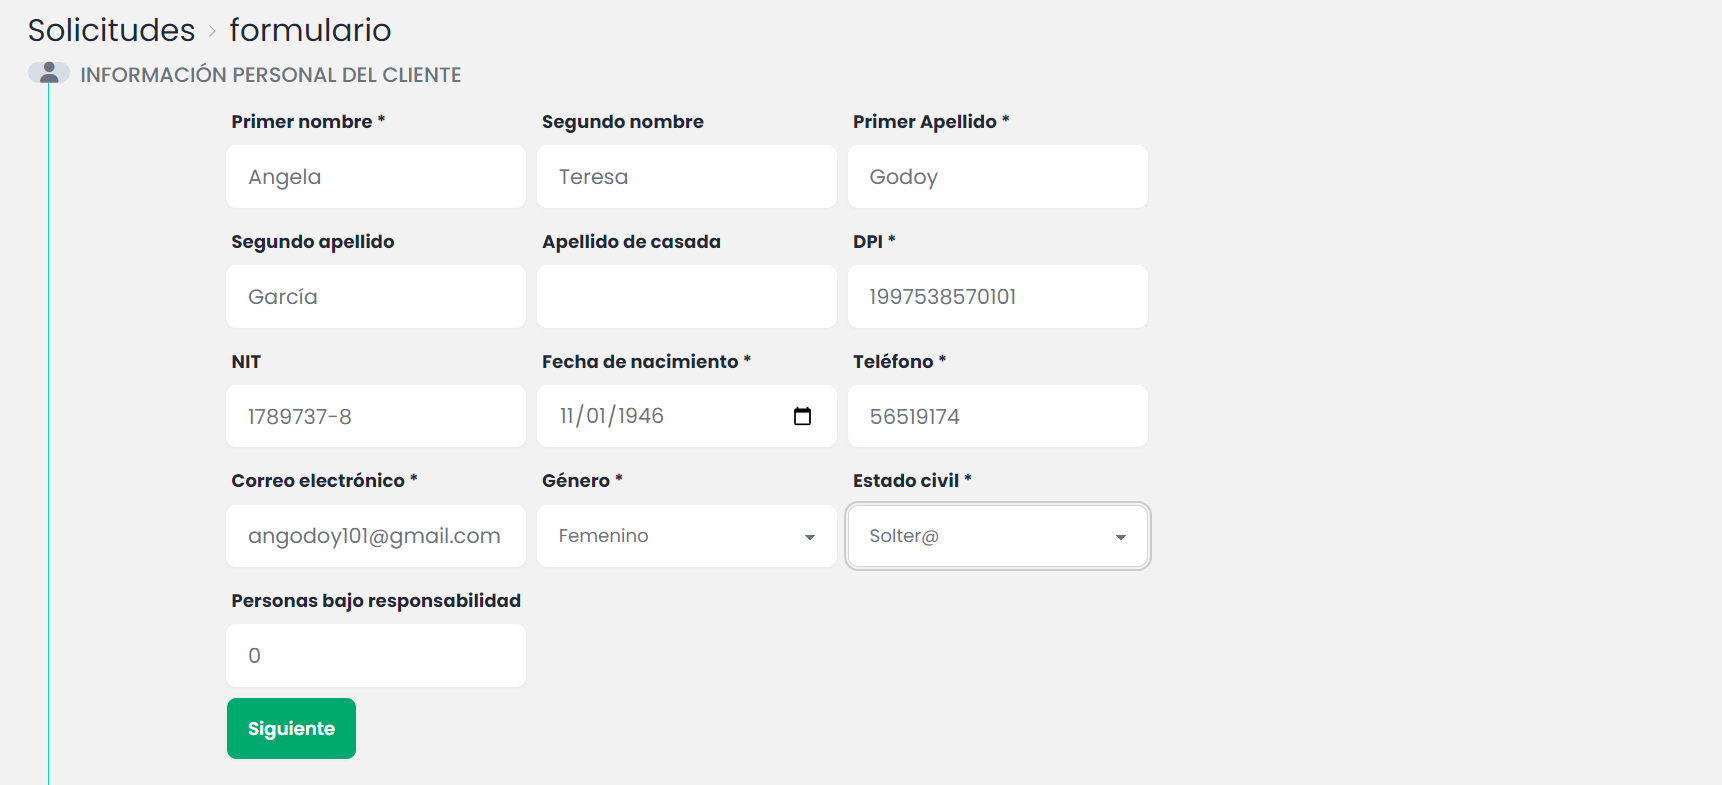 Solicitudes > formulario
INFORMACIÓN PERSONAL DEL CLIENTE
Primer nombre * Segundo nombre Primer Apellido *
Angela Teresa Godoy
Segundo apellido Apellido de casada DPI *
García 1997538570101
NIT Fecha de nacimiento * Teléfono *
1789737-8 11/01/1946 56519174
Correo electrónico * Género * Estado civil *
angodoy101@gmail.com Femenino Solter@
Personas bajo responsabilidad
0
Siguiente